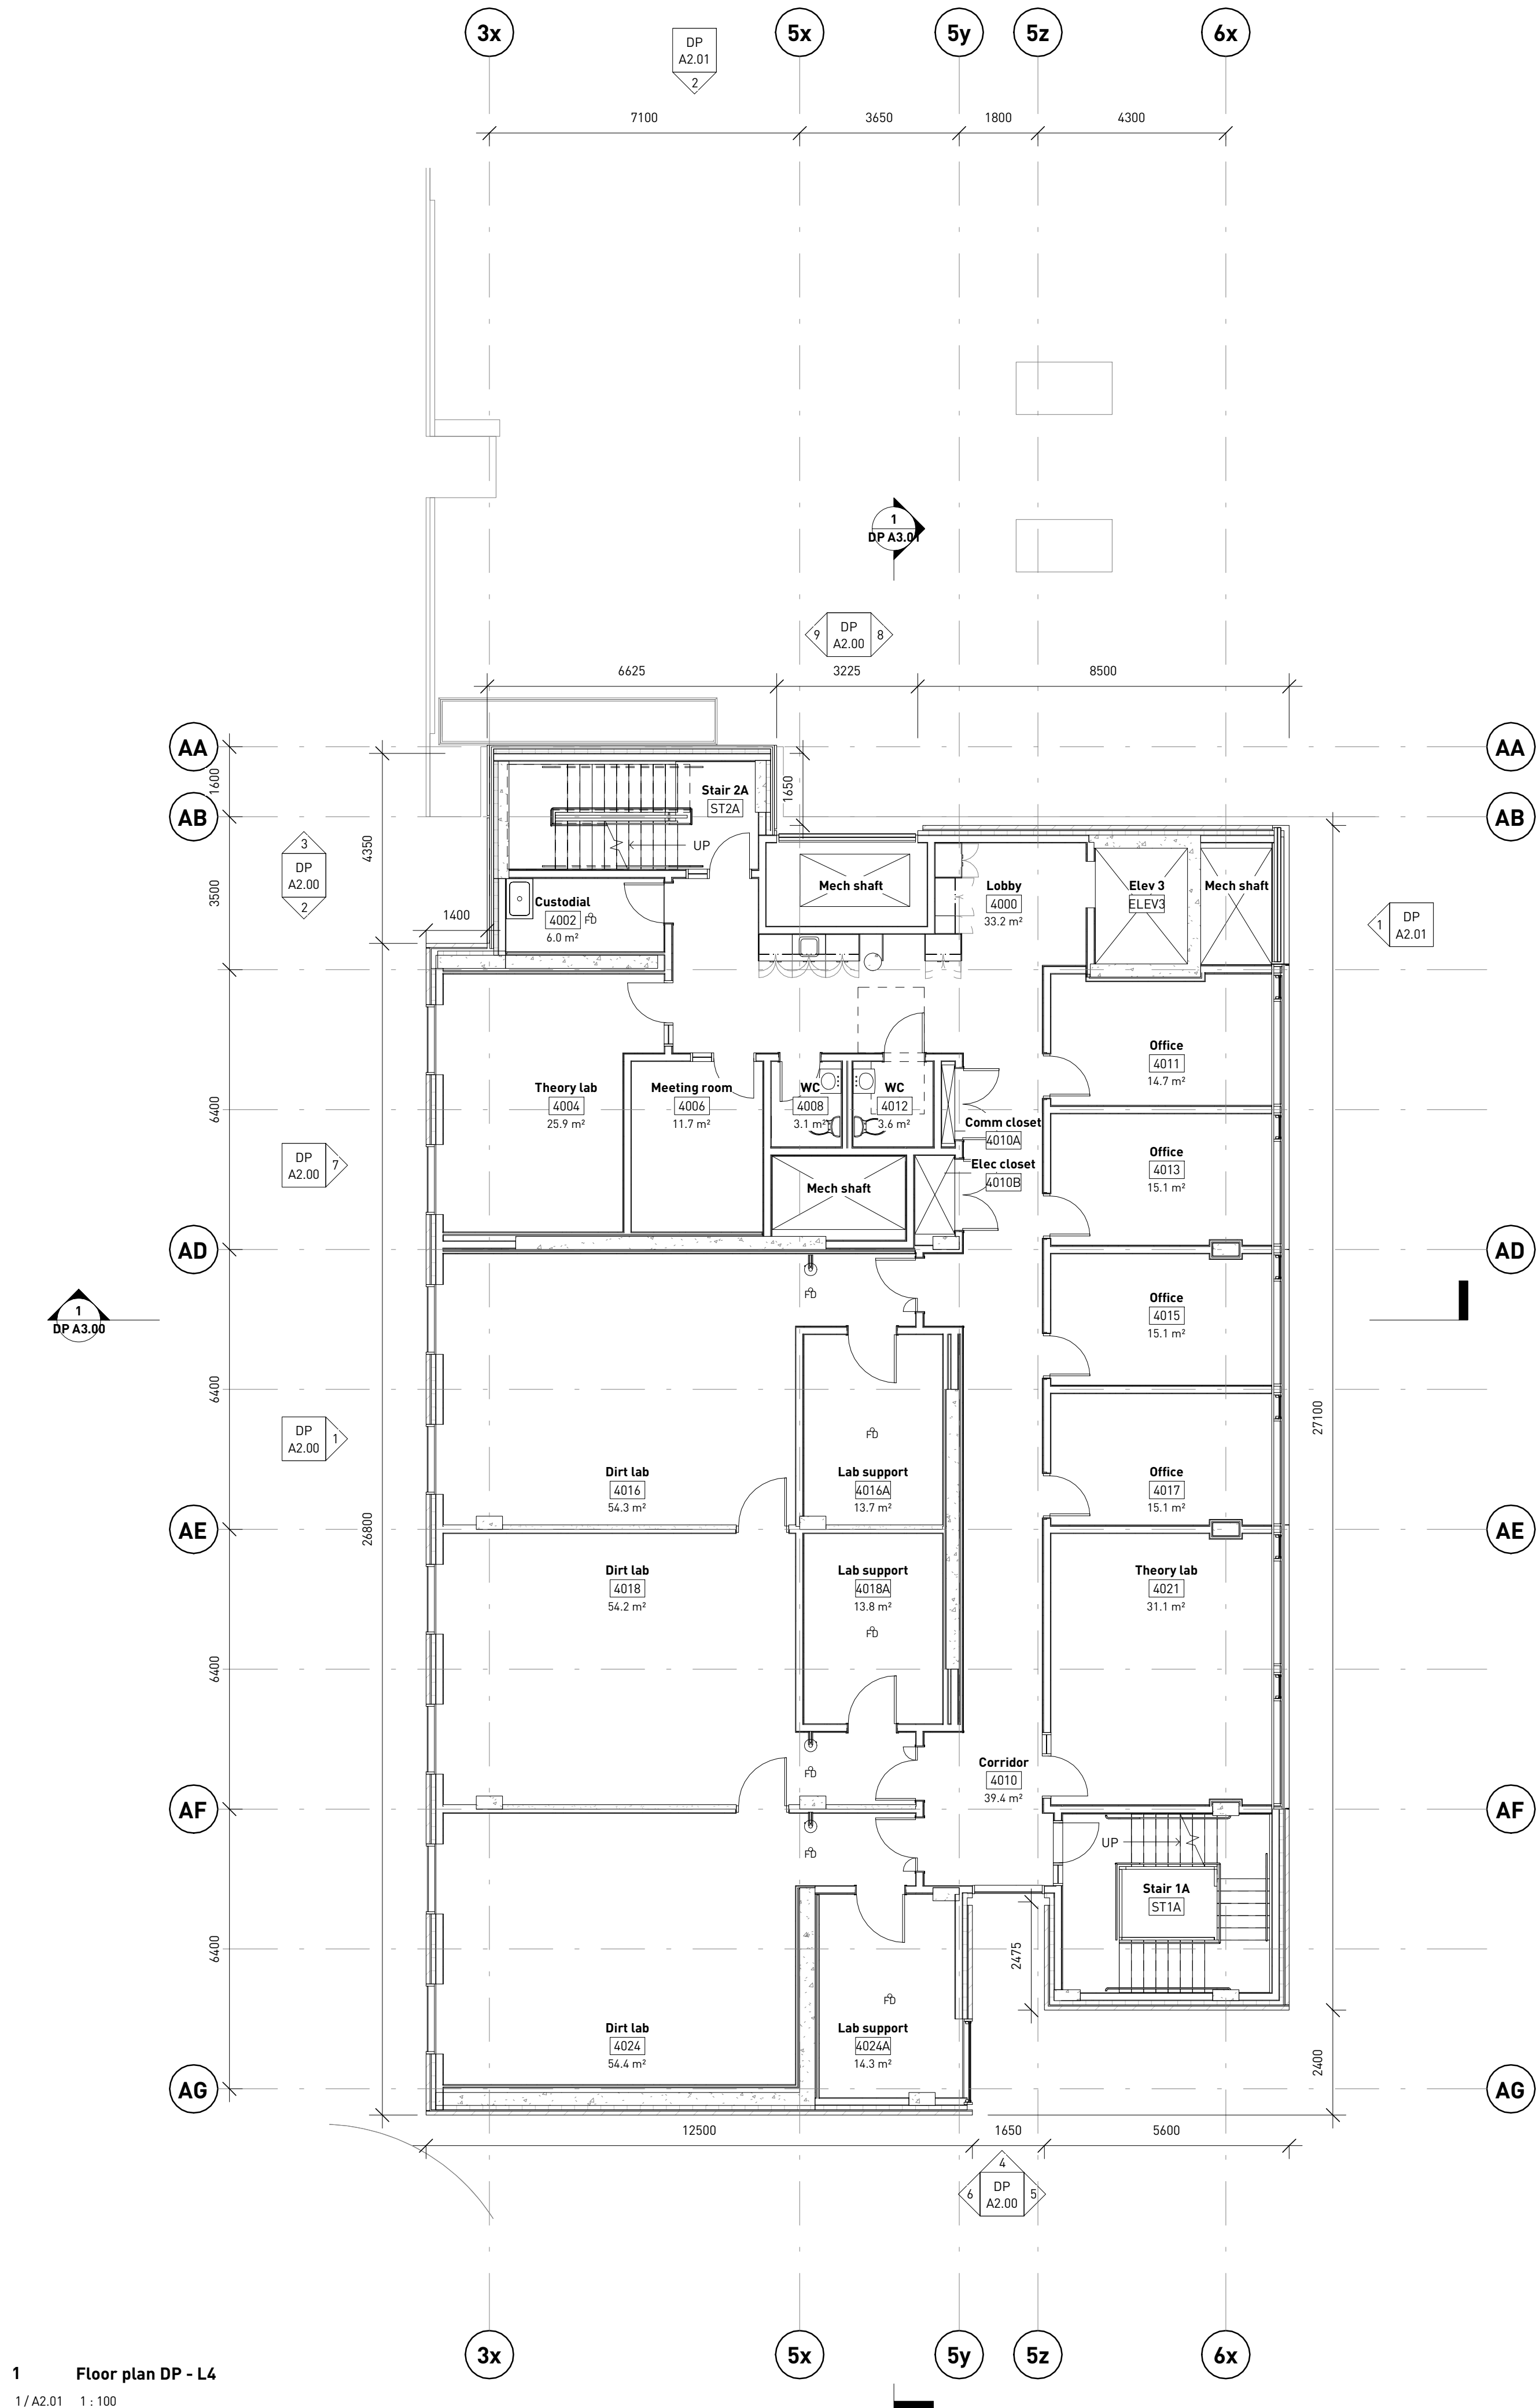 3x 5x 5y 5z 6x
DP
A2.01
2
7100 3650 1800 4300
1
DP A3.01
9 DP 8
A2.00
6625 3225 8500
AA AA
1600
1650
AB AB
Stair 2A
ST2A
UP
4350
3
DP
A2.00
2
3500
Mech shaft
Lobby
4000
33.2 m²
Elev 3
ELEV3
Mech shaft
Custodial
4002 FD
6.0 m²
1400
1 DP
A2.01
Office
4011
14.7 m²
Theory lab
4004
25.9 m²
Meeting room
4006
11.7 m²
WC
4008
3.1 m²
WC
4012
3.6 m²
6400
Comm closet
4010A
Elec closet
4010B
Office
4013
15.1 m²
DP 7
A2.00
Mech shaft
AD AD
FD
Office
4015
15.1 m²
1
DP A3.00
6400
27100
DP 1
A2.00
FD
Dirt lab
4016
54.3 m²
Lab support
4016A
13.7 m²
Office
4017
15.1 m²
AE AE
26800
Dirt lab
4018
54.2 m²
Lab support
4018A
13.8 m²
FD
Theory lab
4021
31.1 m²
6400
FD
Corridor
4010
39.4 m²
AF AF
FD
UP
Stair 1A
ST1A
6400
2475
FD
Dirt lab
4024
54.4 m²
Lab support
4024A
14.3 m²
2400
AG AG
12500 1650 5600
4
6 DP 5
A2.00
3x 5x 5y 5z 6x
1 Floor plan DP - L4
1 / A2.01 1 : 100